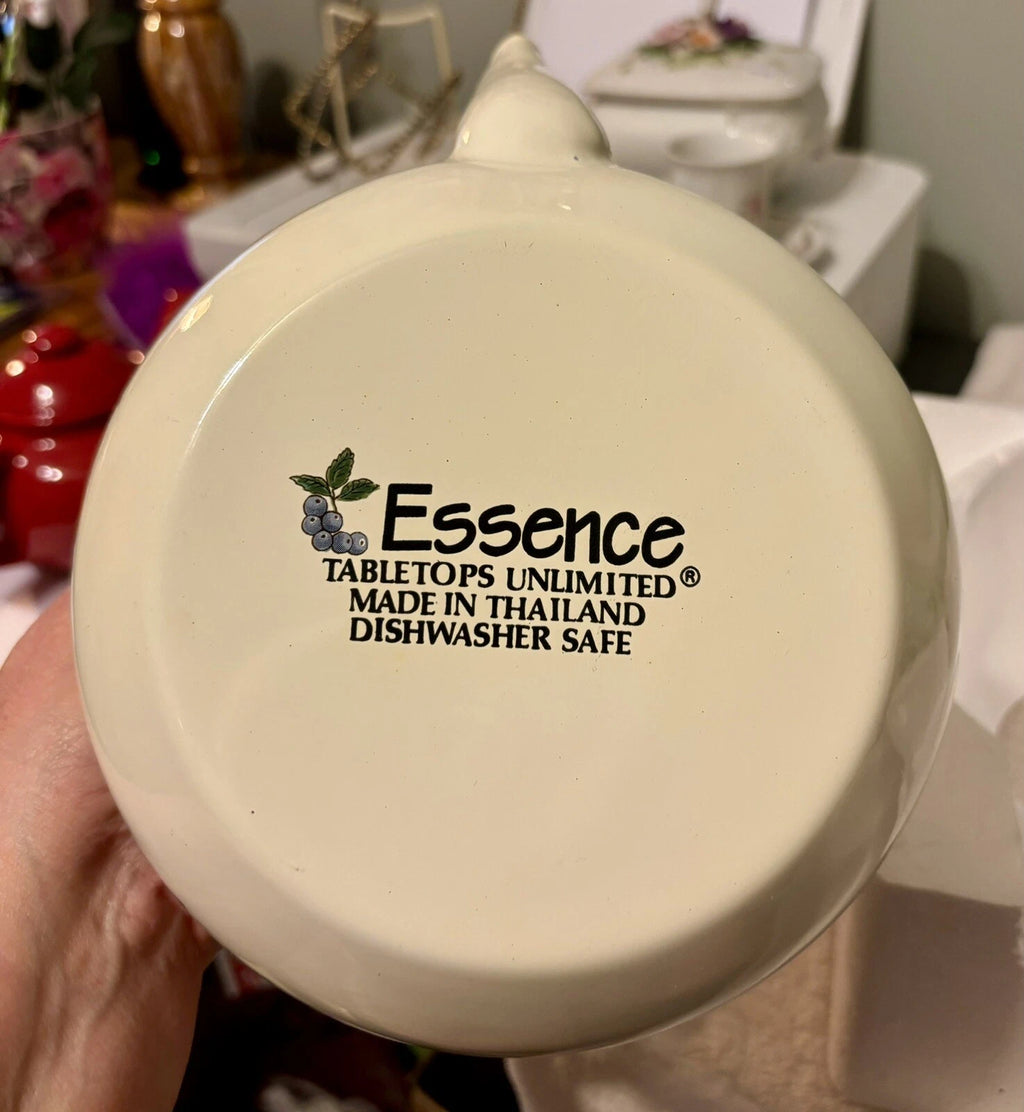 Essence
TABLETOPS UNLIMITED®
MADE IN THAILAND
DISHWASHER SAFE